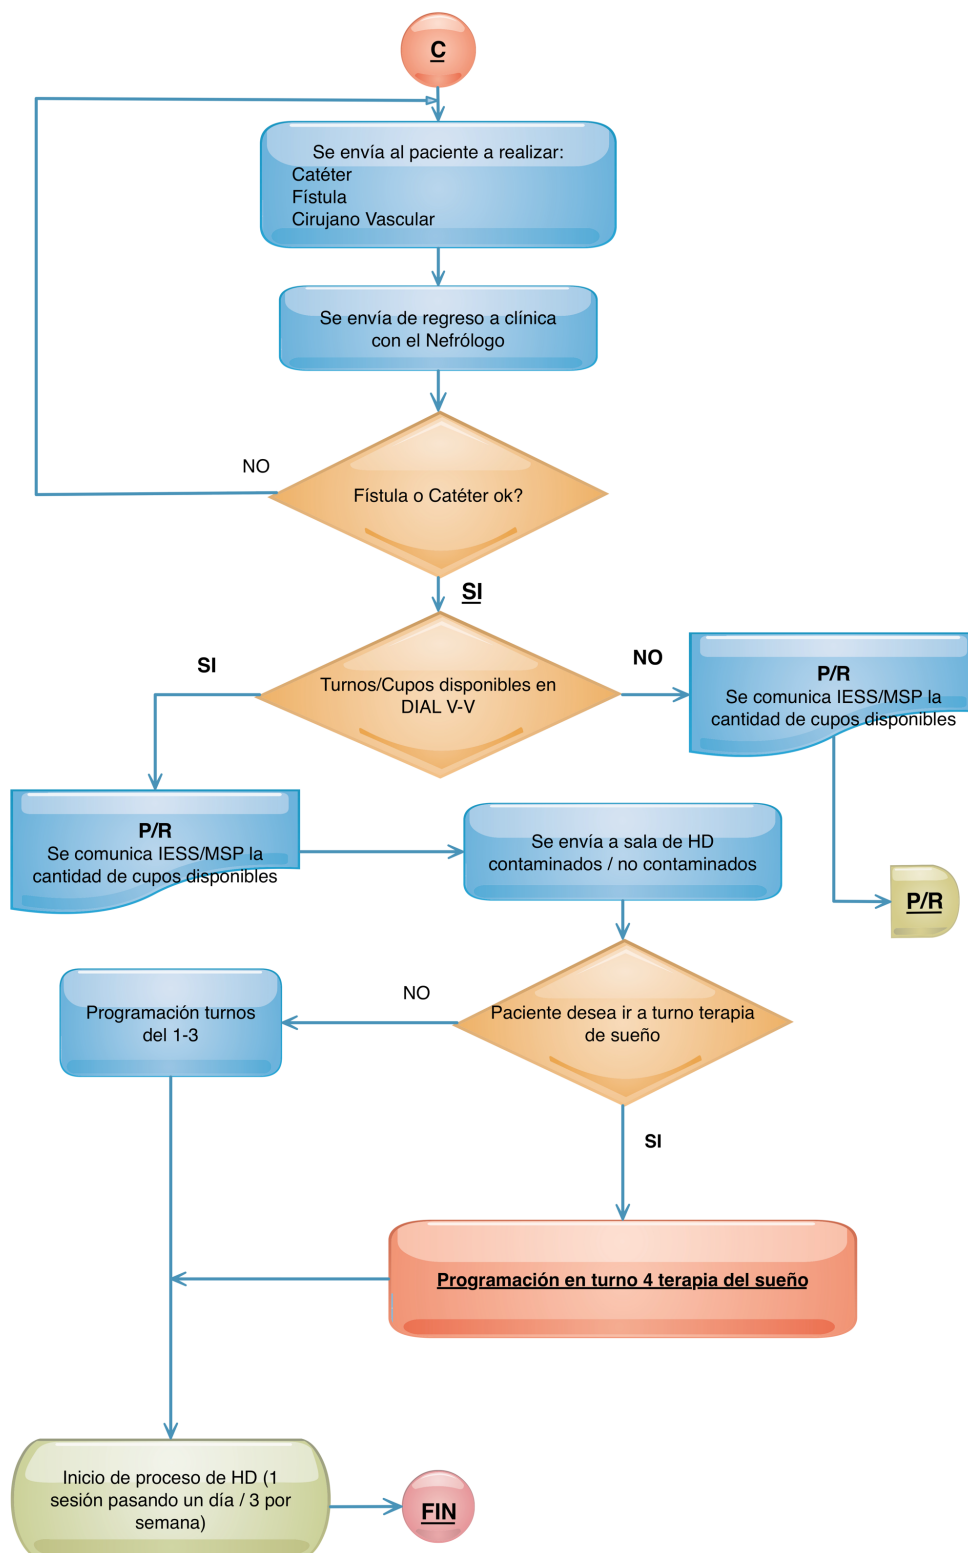 C
Se envía al paciente a realizar:
Catéter
Fístula
Cirujano Vascular
Se envía de regreso a clínica
con el Nefrólogo
NO
Fístula o Catéter ok?
SI
SI
Turnos/Cupos disponibles en
DIAL V-V
NO
P/R
Se comunica IESS/MSP la
cantidad de cupos disponibles
P/R
Se comunica IESS/MSP la
cantidad de cupos disponibles
Se envía a sala de HD
contaminados / no contaminados
P/R
NO
Paciente desea ir a turno terapia
de sueño
Programación turnos
del 1-3
SI
Programación en turno 4 terapia del sueño
Inicio de proceso de HD (1
sesión pasando un día / 3 por
semana)
FIN